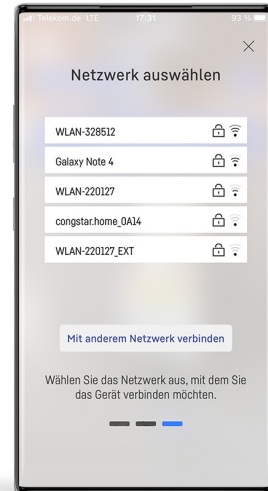 Telekom.de LTE 17:31 93 %
Netzwerk auswählen
WLAN-328512
Galaxy Note 4
WLAN-220127
congstar.home_0A14
WLAN-220127_EXT
Mit anderem Netzwerk verbinden
Wählen Sie das Netzwerk aus, mit dem Sie
das Gerät verbinden möchten.